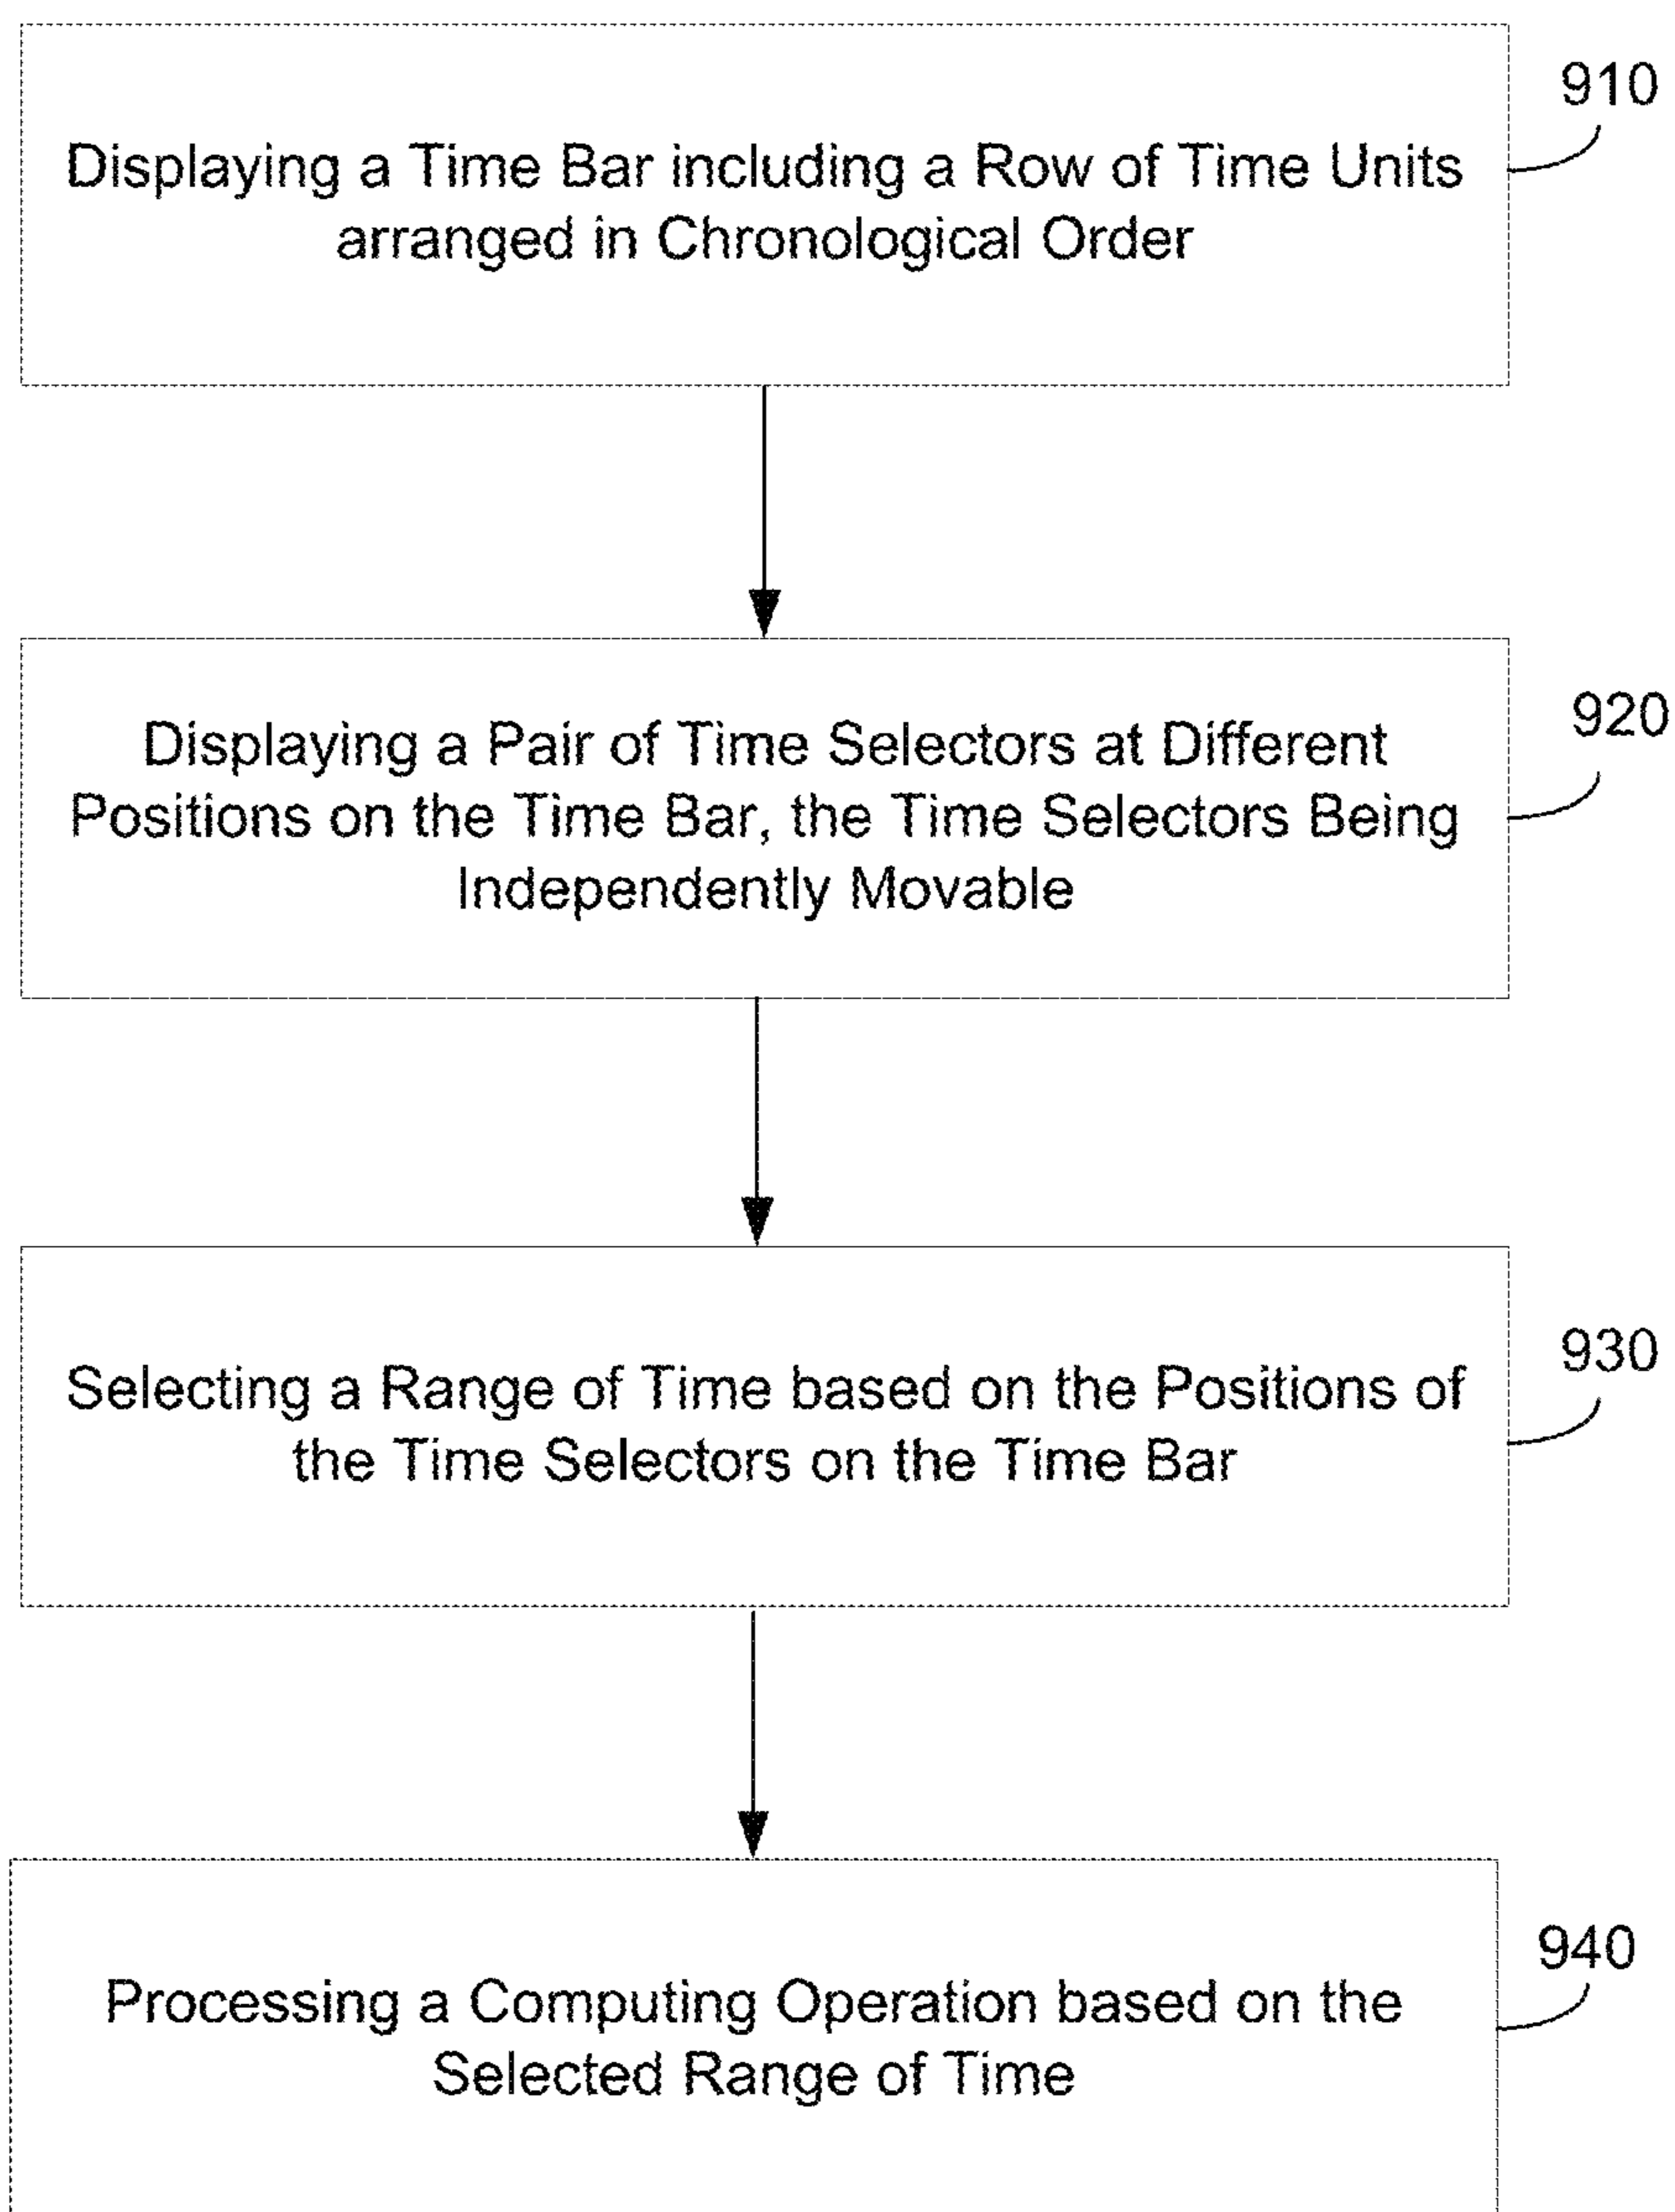 910
Displaying a Time Bar including a Row of Time Units
arranged in Chronological Order
920
Displaying a Pair of Time Selectors at Different
Positions on the Time Bar, the Time Selectors Being
Independently Movable
930
Selecting a Range of Time based on the Positions of
the Time Selectors on the Time Bar
940
Processing a Computing Operation based on the
Selected Range of Time